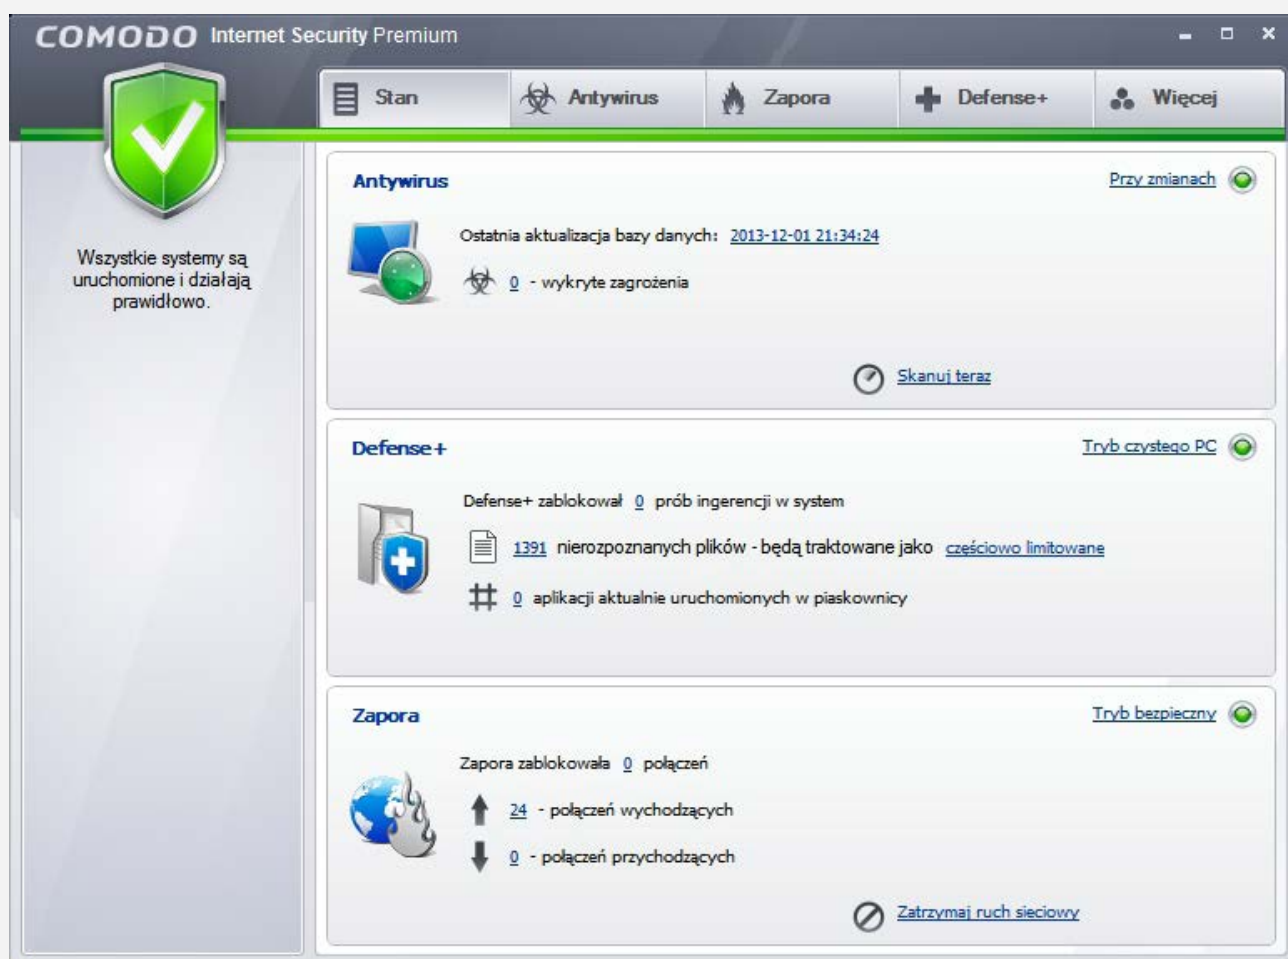 COMODO Internet Security Premium
Stan
Antywirus
Zapora
Defense+
Więcej
Wszystkie systemy są
uruchomione i działają
prawidłowo.
Antywirus
Przy zmianach
Ostatnia aktualizacja bazy danych: 2013-12-01 21:34:24
0 - wykryte zagrożenia
Skanuj teraz
Defense+
Tryb czystego PC
Defense+ zablokował 0 prób ingerencji w system
1391 nierozpoznanych plików - będą traktowane jako częściowo limitowane
0 aplikacji aktualnie uruchomionych w piaskownicy
Zapora
Tryb bezpieczny
Zapora zablokowała 0 połączeń
24 - połączeń wychodzących
0 - połączeń przychodzących
Zatrzymaj ruch sieciowy